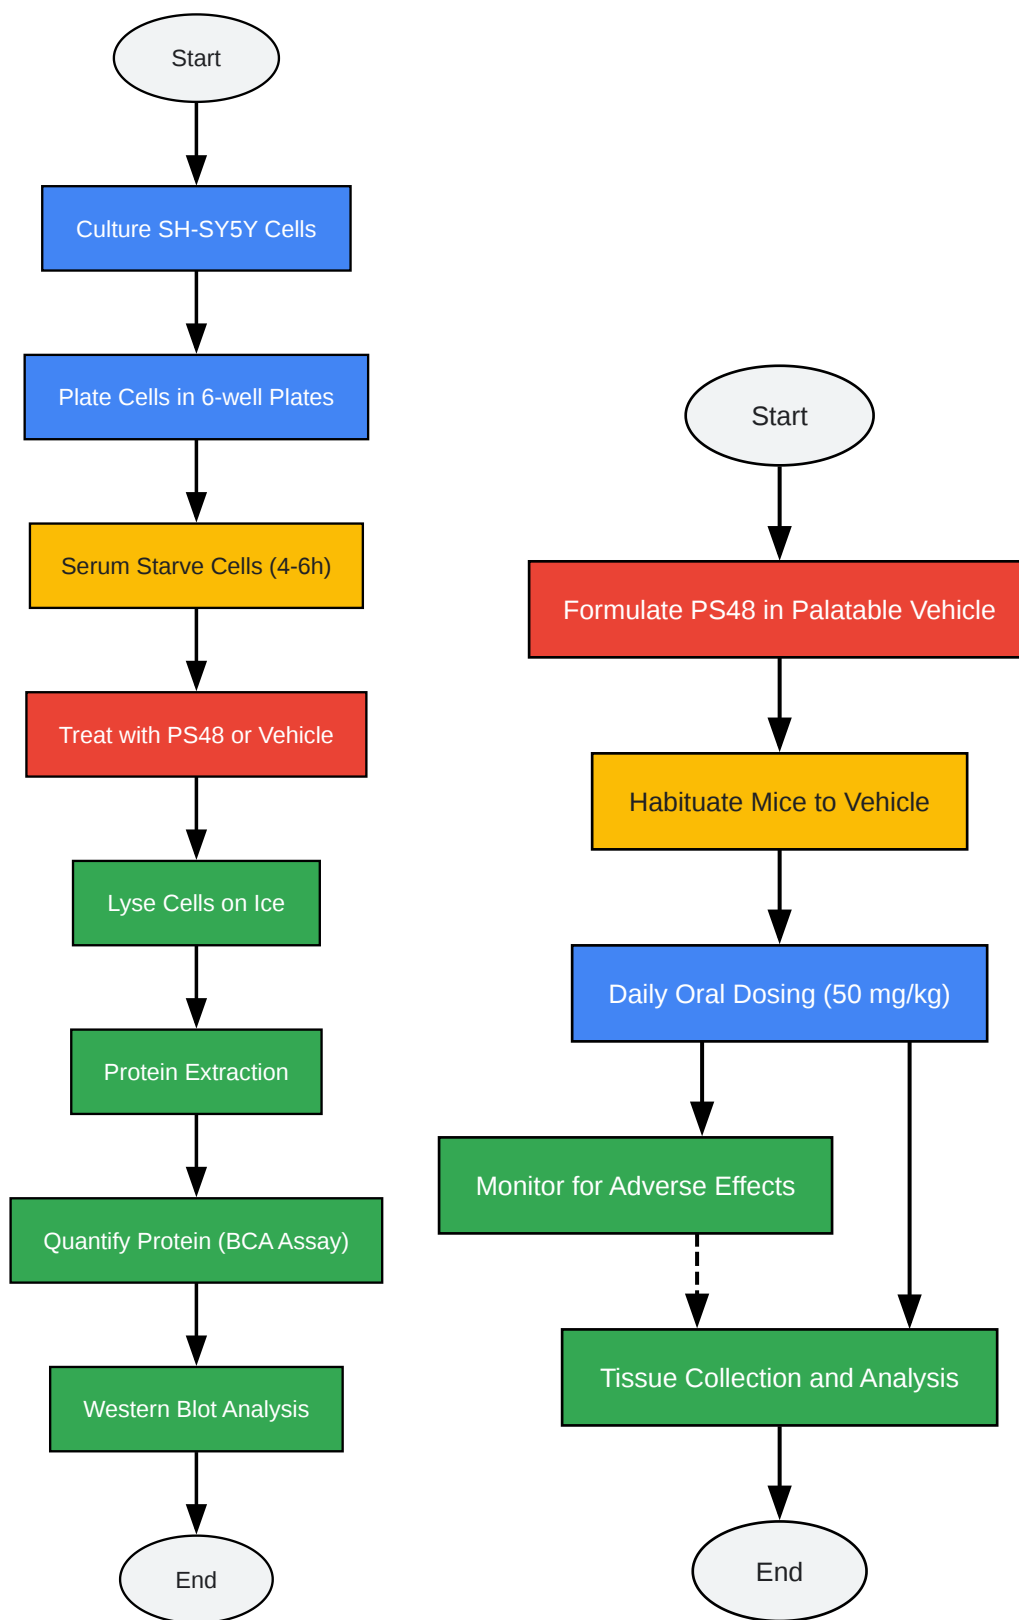 Start
Culture SH-SY5Y Cells
Plate Cells in 6-well Plates
Serum Starve Cells (4-6h)
Treat with PS48 or Vehicle
Lyse Cells on Ice
Protein Extraction
Quantify Protein (BCA Assay)
Western Blot Analysis
End
Start
Formulate PS48 in Palatable Vehicle
Habituate Mice to Vehicle
Daily Oral Dosing (50 mg/kg)
Monitor for Adverse Effects
Tissue Collection and Analysis
End